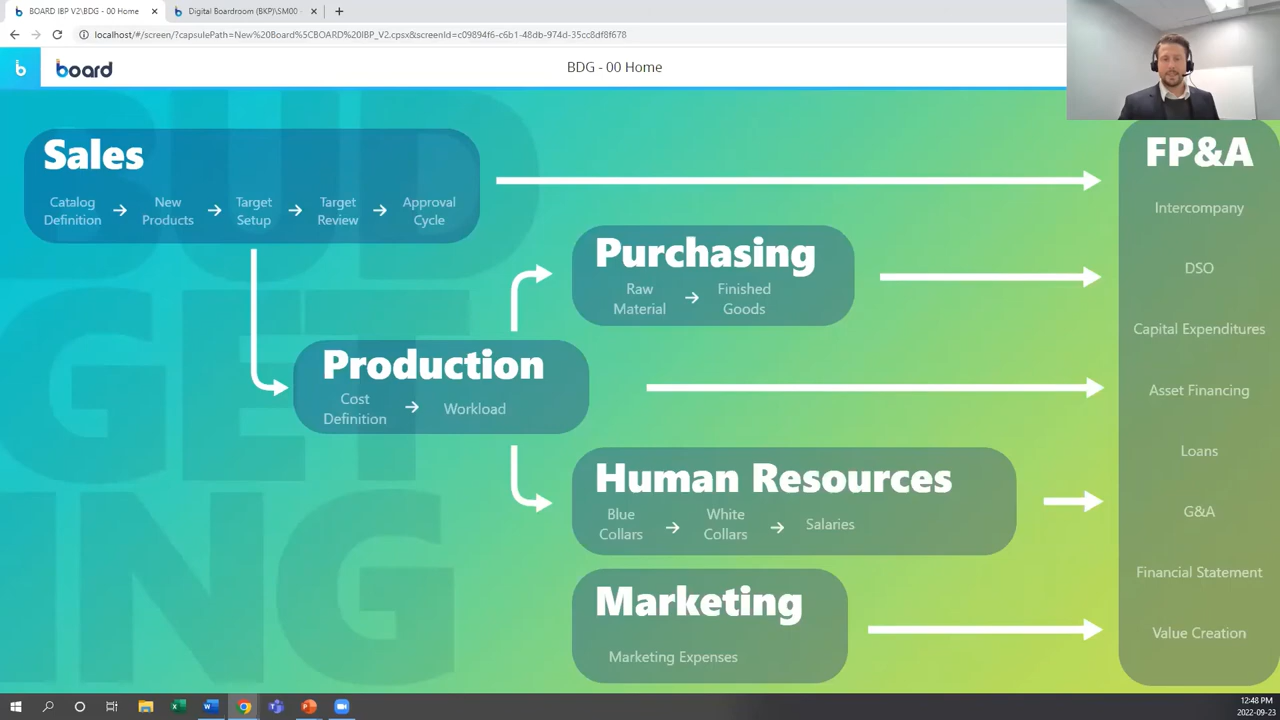 BOARD IBP V2\BDG - 00 Home
Digital Boardroom (BKP)\SM00 -
localhost/#/screen/?capsulePath=New%20Board%5CBOARD%20IBP_V2.cpsx&screenId=c09894f6-c6b1-48db-974d-35cc8df8f678
b
board
BDG - 00 Home
BUD
GET
ING
Sales
Catalog
Definition
New
Products
Target
Setup
Target
Review
Approval
Cycle
Purchasing
Raw
Material
Finished
Goods
Production
Cost
Definition
Workload
Human Resources
Blue
Collars
White
Collars
Salaries
Marketing
Marketing Expenses
FP&A
Intercompany
DSO
Capital Expenditures
Asset Financing
Loans
G&A
Financial Statement
Value Creation
12:48 PM
2022-09-23